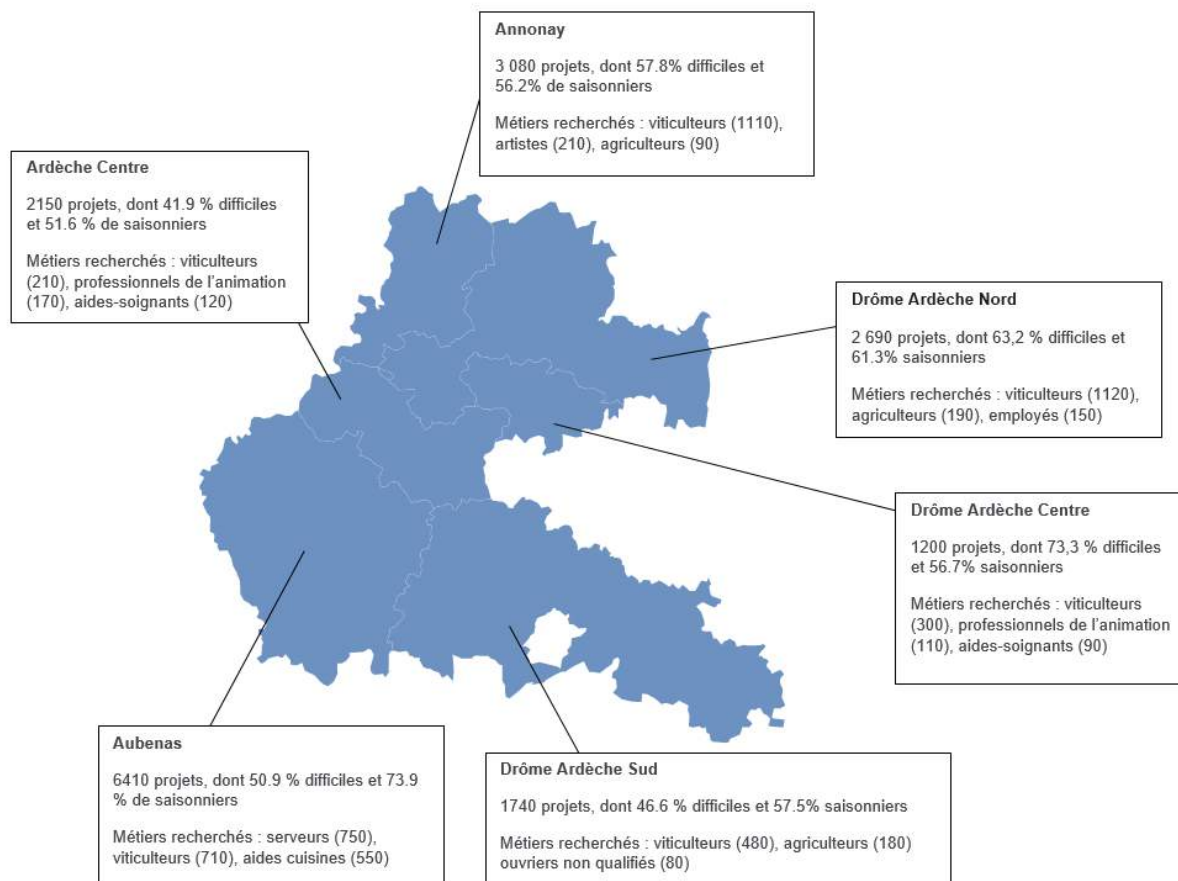 Annonay
3 080 projets, dont 57.8% difficiles et
56.2% de saisonniers
Métiers recherchés : viticulteurs (1110),
artistes (210), agriculteurs (90)
Ardèche Centre
2150 projets, dont 41.9 % difficiles
et 51.6 % de saisonniers
Métiers recherchés : viticulteurs
(210), professionnels de l'animation
(170), aides-soignants (120)
Drôme Ardèche Nord
2 690 projets, dont 63,2 % difficiles et
61.3% saisonniers
Métiers recherchés : viticulteurs (1120),
agriculteurs (190), employés (150)
Drôme Ardèche Centre
1200 projets, dont 73,3 % difficiles
et 56.7% saisonniers
Métiers recherchés : viticulteurs
(300), professionnels de l'animation
(110), aides-soignants (90)
Aubenas
6410 projets, dont 50.9 % difficiles et 73.9
% de saisonniers
Métiers recherchés : serveurs (750),
viticulteurs (710), aides cuisines (550)
Drôme Ardèche Sud
1740 projets, dont 46.6 % difficiles et 57.5% saisonniers
Métiers recherchés : viticulteurs (480), agriculteurs (180)
ouvriers non qualifiés (80)